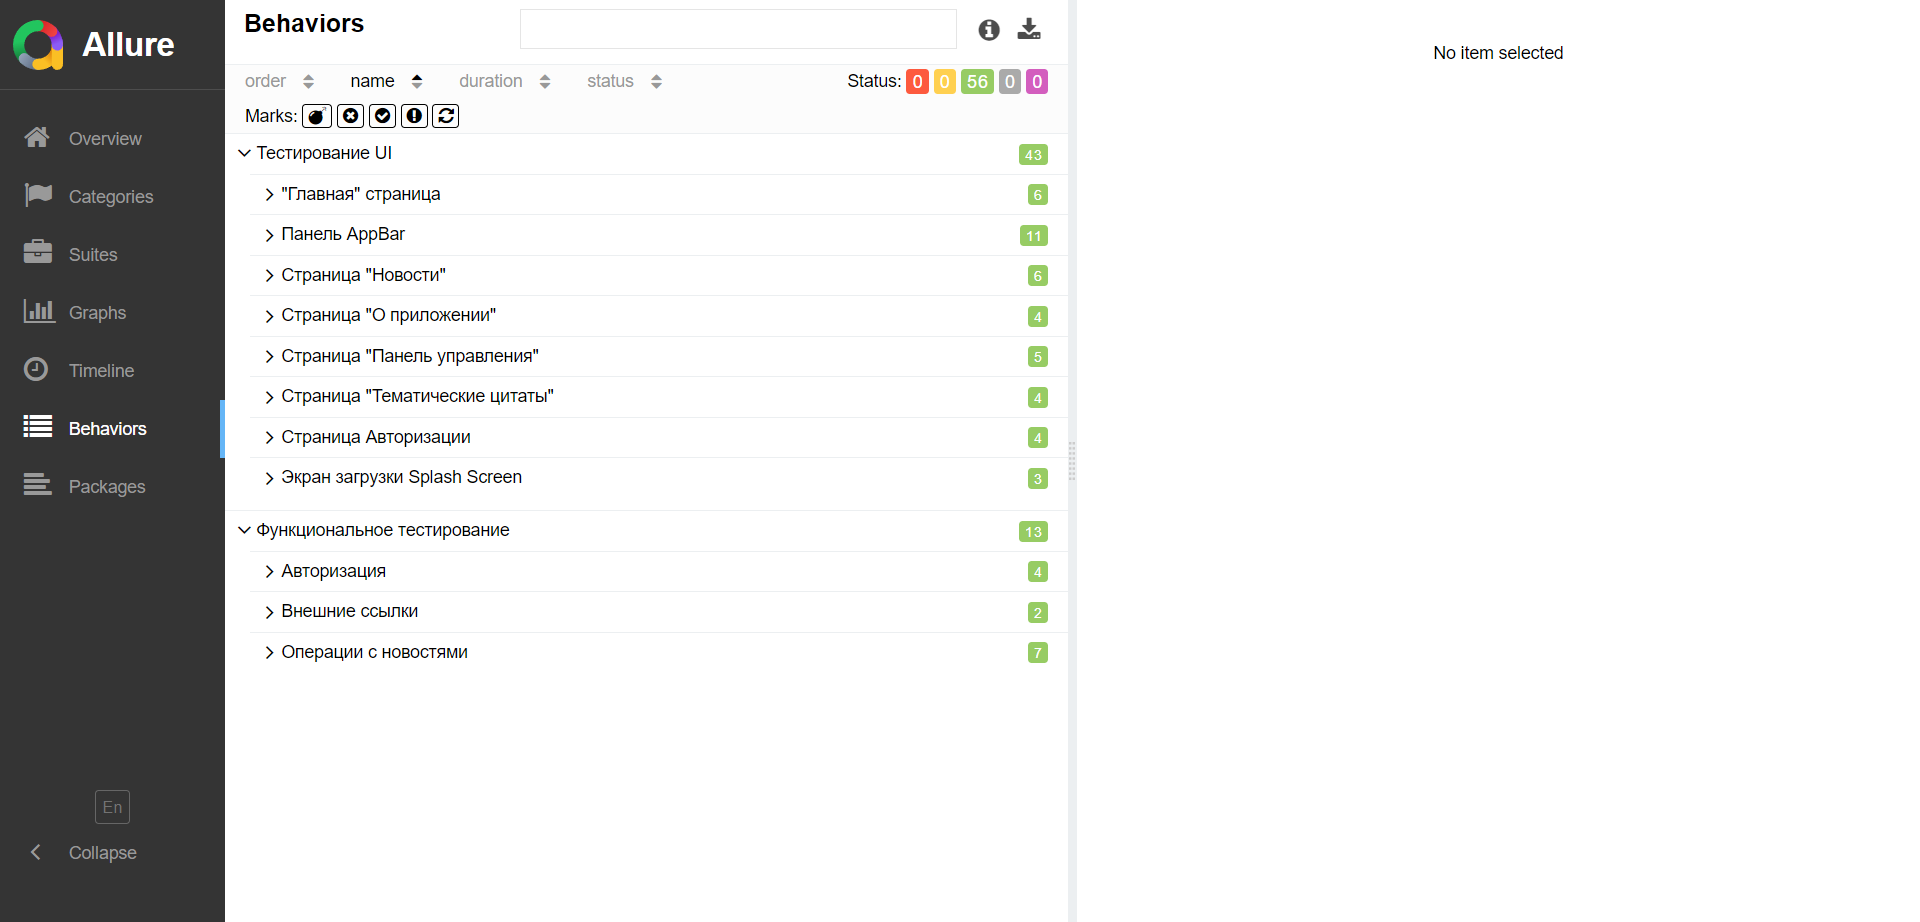 Allure
Overview
Categories
Suites
Graphs
Timeline
Behaviors
Packages
En
Collapse
Behaviors
order name duration status Status: 0 0 56 0 0
Marks:
Тестирование UI 43
"Главная" страница 6
Панель AppBar 11
Страница "Новости" 6
Страница "О приложении" 4
Страница "Панель управления" 5
Страница "Тематические цитаты" 4
Страница Авторизации 4
Экран загрузки Splash Screen 3
Функциональное тестирование 13
Авторизация 4
Внешние ссылки 2
Операции с новостями 7
No item selected